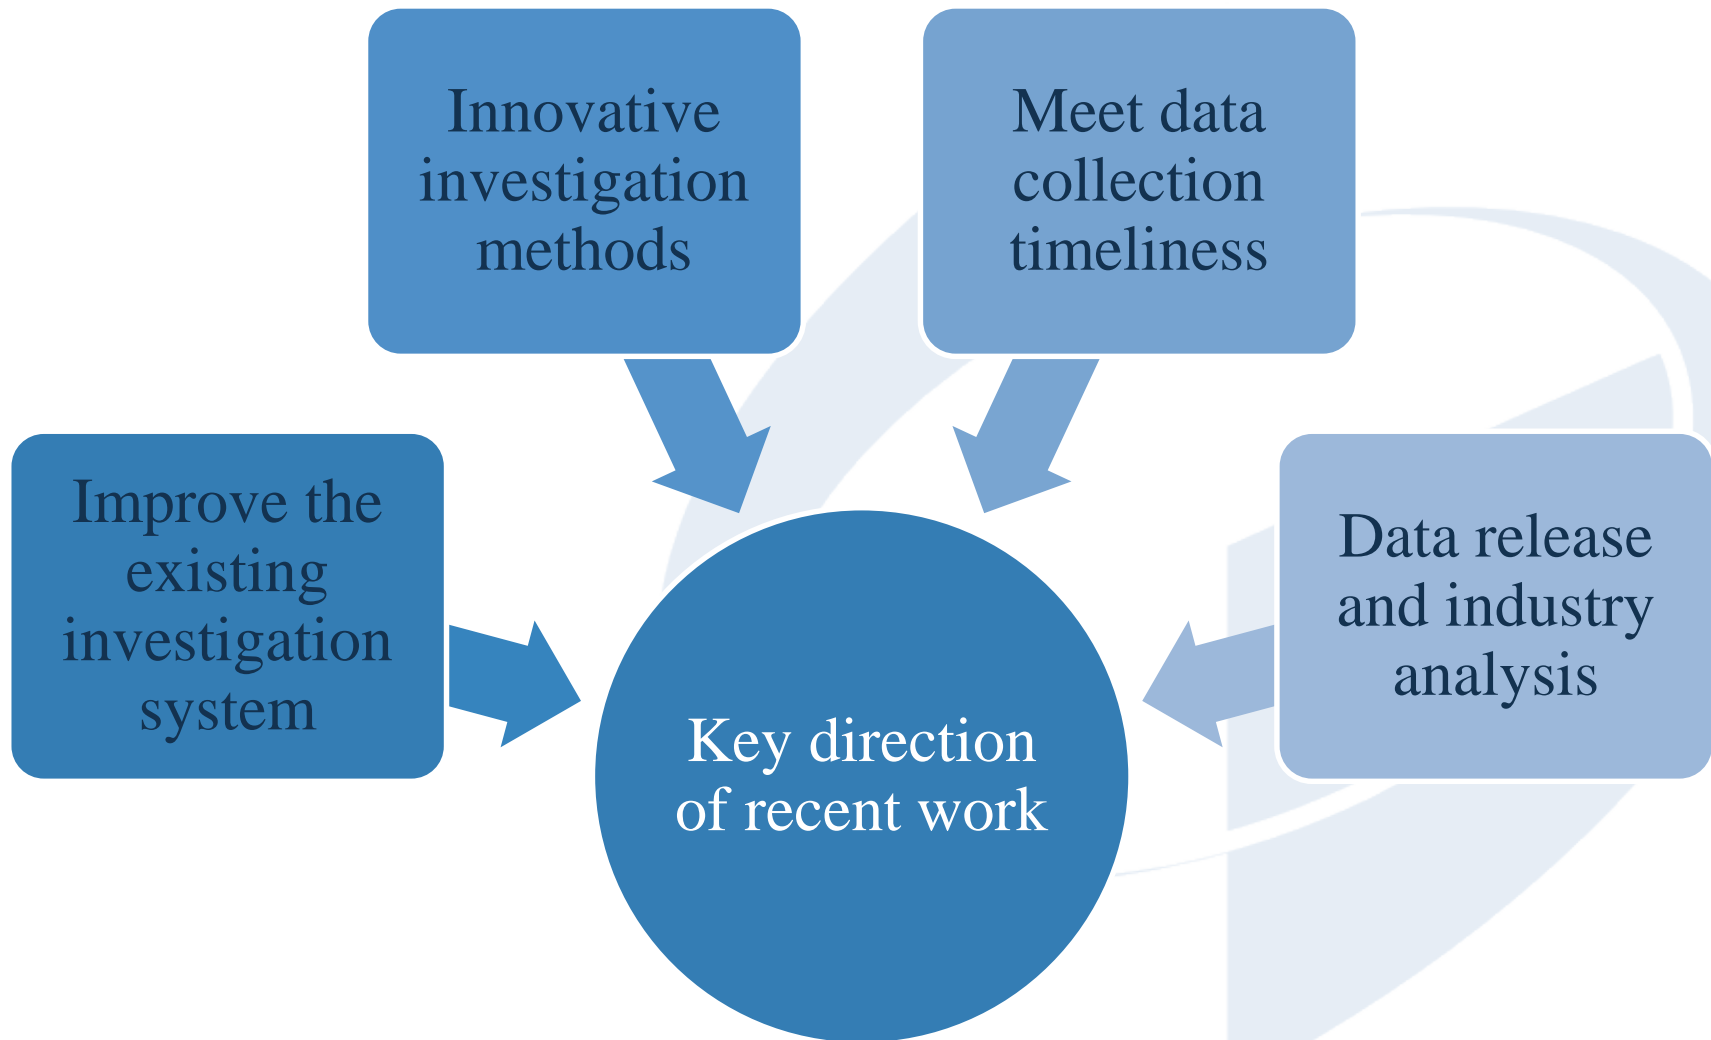 Innovative
investigation
methods
Meet data
collection
timeliness
Improve the
existing
investigation
system
Data release
and industry
analysis
Key direction
of recent work